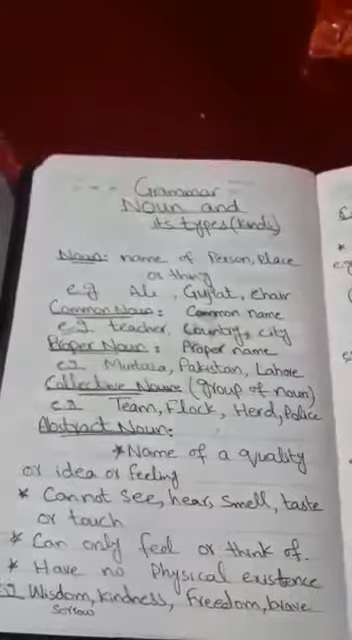 Grammar
Noun and
its types (kinds)
Noun: name of Person, Place
or thing
e.g Ali, Gujrat, chair
Common Noun: Common name
e.g. teacher, Country, city
Proper Noun: Proper name
e.g. Murtaza, Pakistan, Lahore
Collective Noun: (group of noun)
e.g. Team, Flock, Herd, Police
Abstract Noun:
*Name of a quality
or idea or feeling
* Cannot see, hear, smell, taste
or touch
* Can only feel or think of.
* Have no Physical existence
e.g Wisdom, kindness, freedom, brave
Sorrow